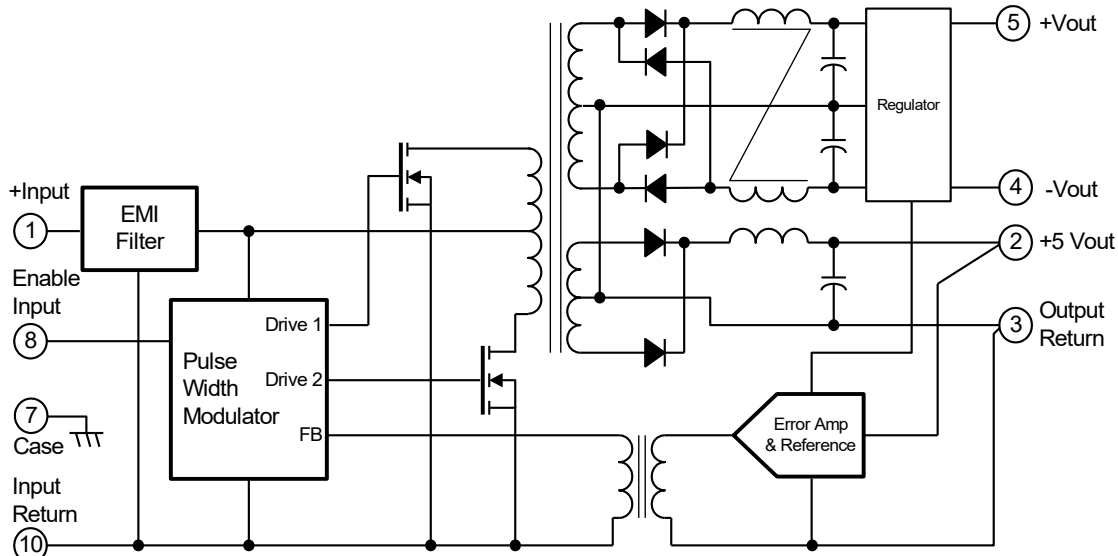 5 +Vout
Regulator
4 -Vout
+Input
1
EMI
Filter
2 +5 Vout
Enable
Input
8
Drive 1
Pulse
Width
Modulator
Drive 2
FB
3 Output
Return
7
Case
Error Amp
& Reference
Input
Return
10